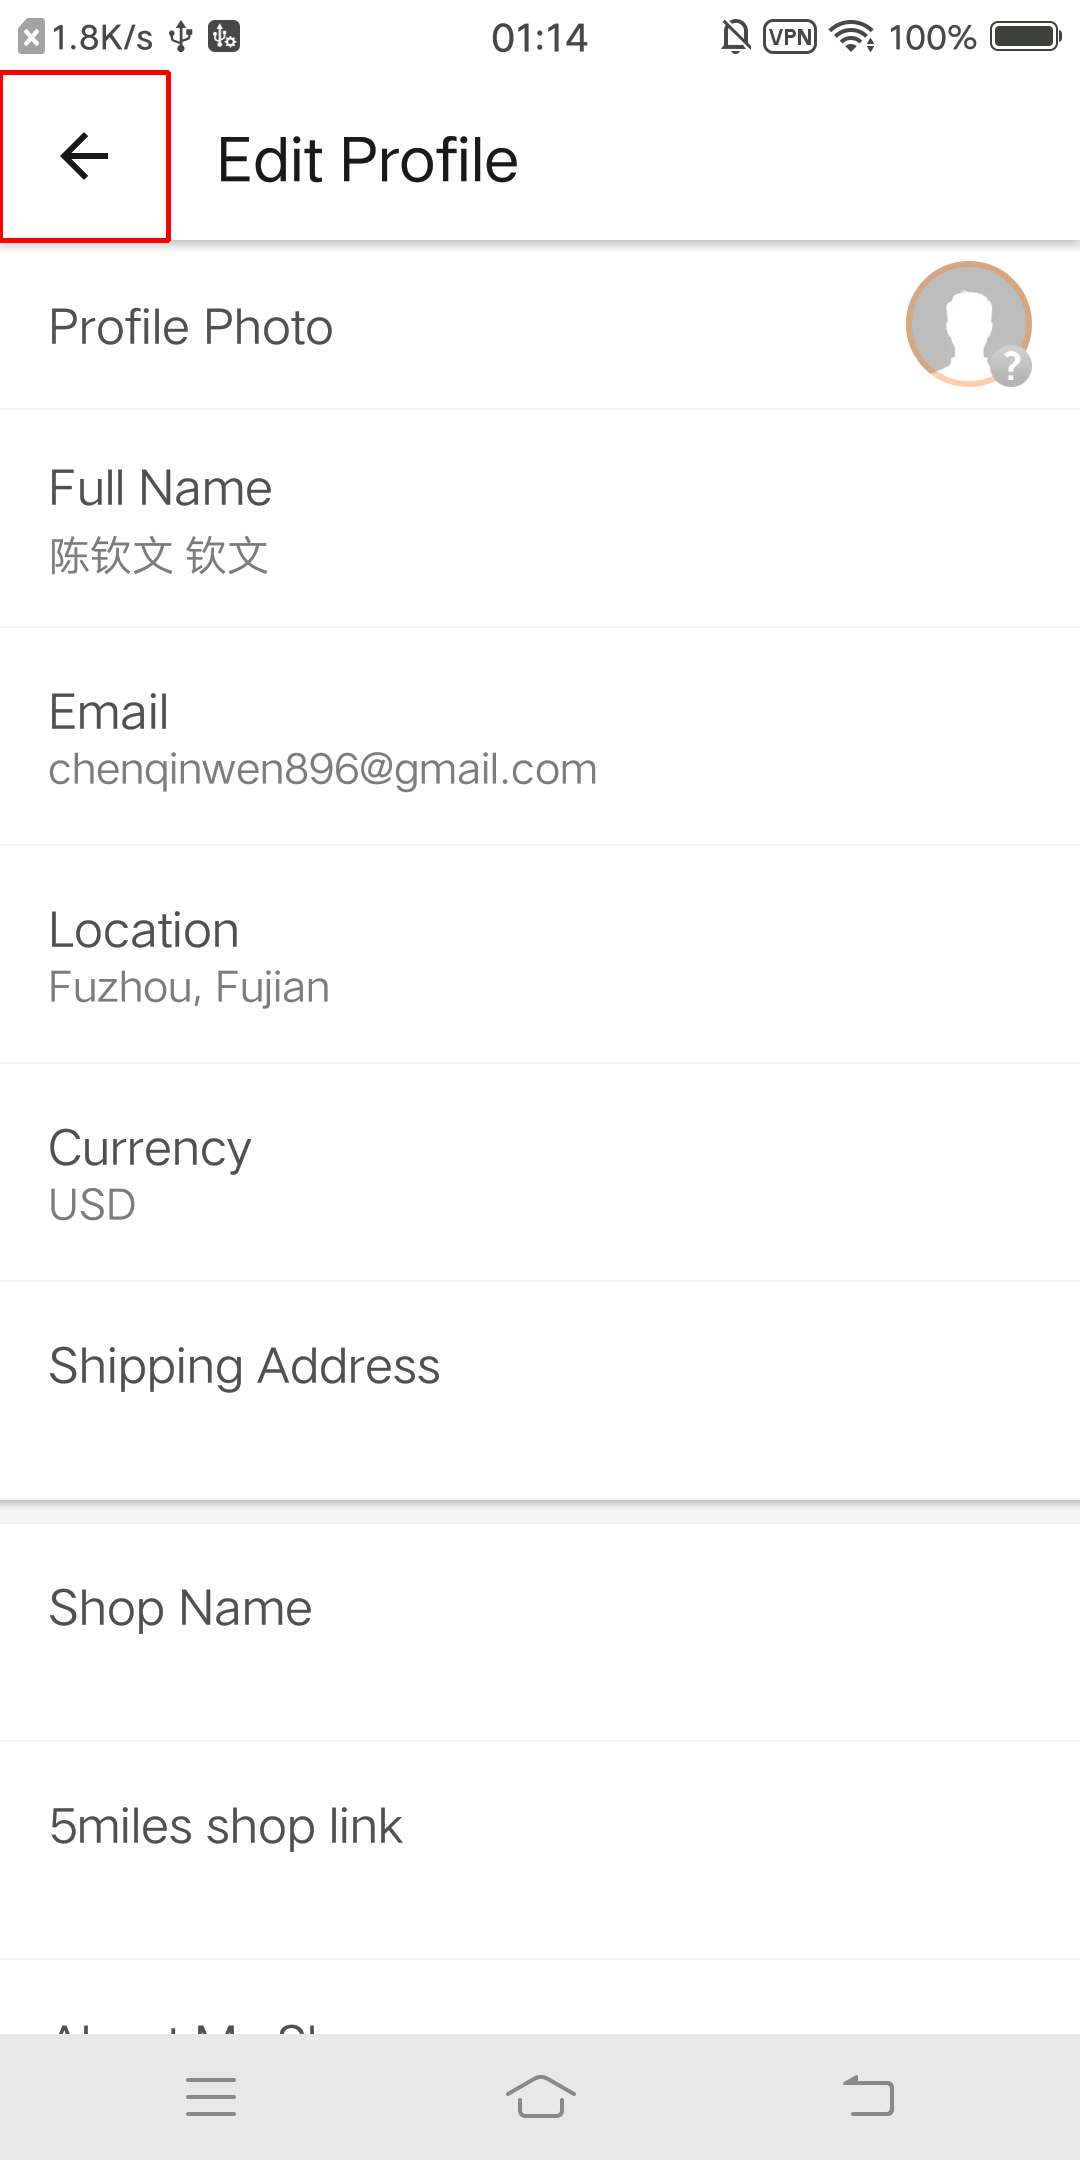 1.8K/s 01:14 VPN 100%
Edit Profile
Profile Photo
?
Full Name
陈钦文 钦文
Email
chenqinwen896@gmail.com
Location
Fuzhou, Fujian
Currency
USD
Shipping Address
Shop Name
5miles shop link